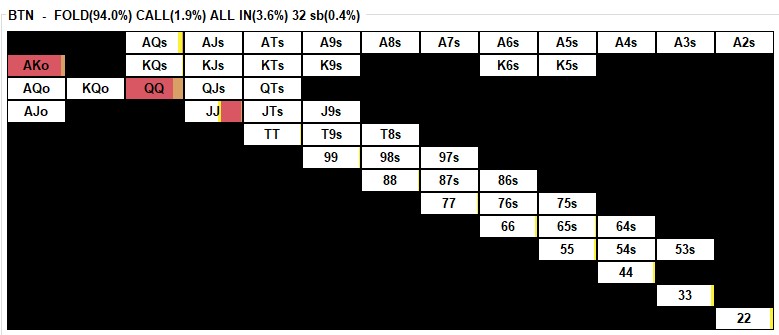 BTN - FOLD(94.0%) CALL(1.9%) ALL IN(3.6%) 32 sb(0.4%)
AQs AJs ATs A9s A8s A7s A6s A5s A4s A3s A2s
AKo KQs KJs KTs K9s K6s K5s
AQo KQo QQ QJs QTs
AJo JJ JTs J9s
TT T9s T8s
99 98s 97s
88 87s 86s
77 76s 75s
66 65s 64s
55 54s 53s
44
33
22